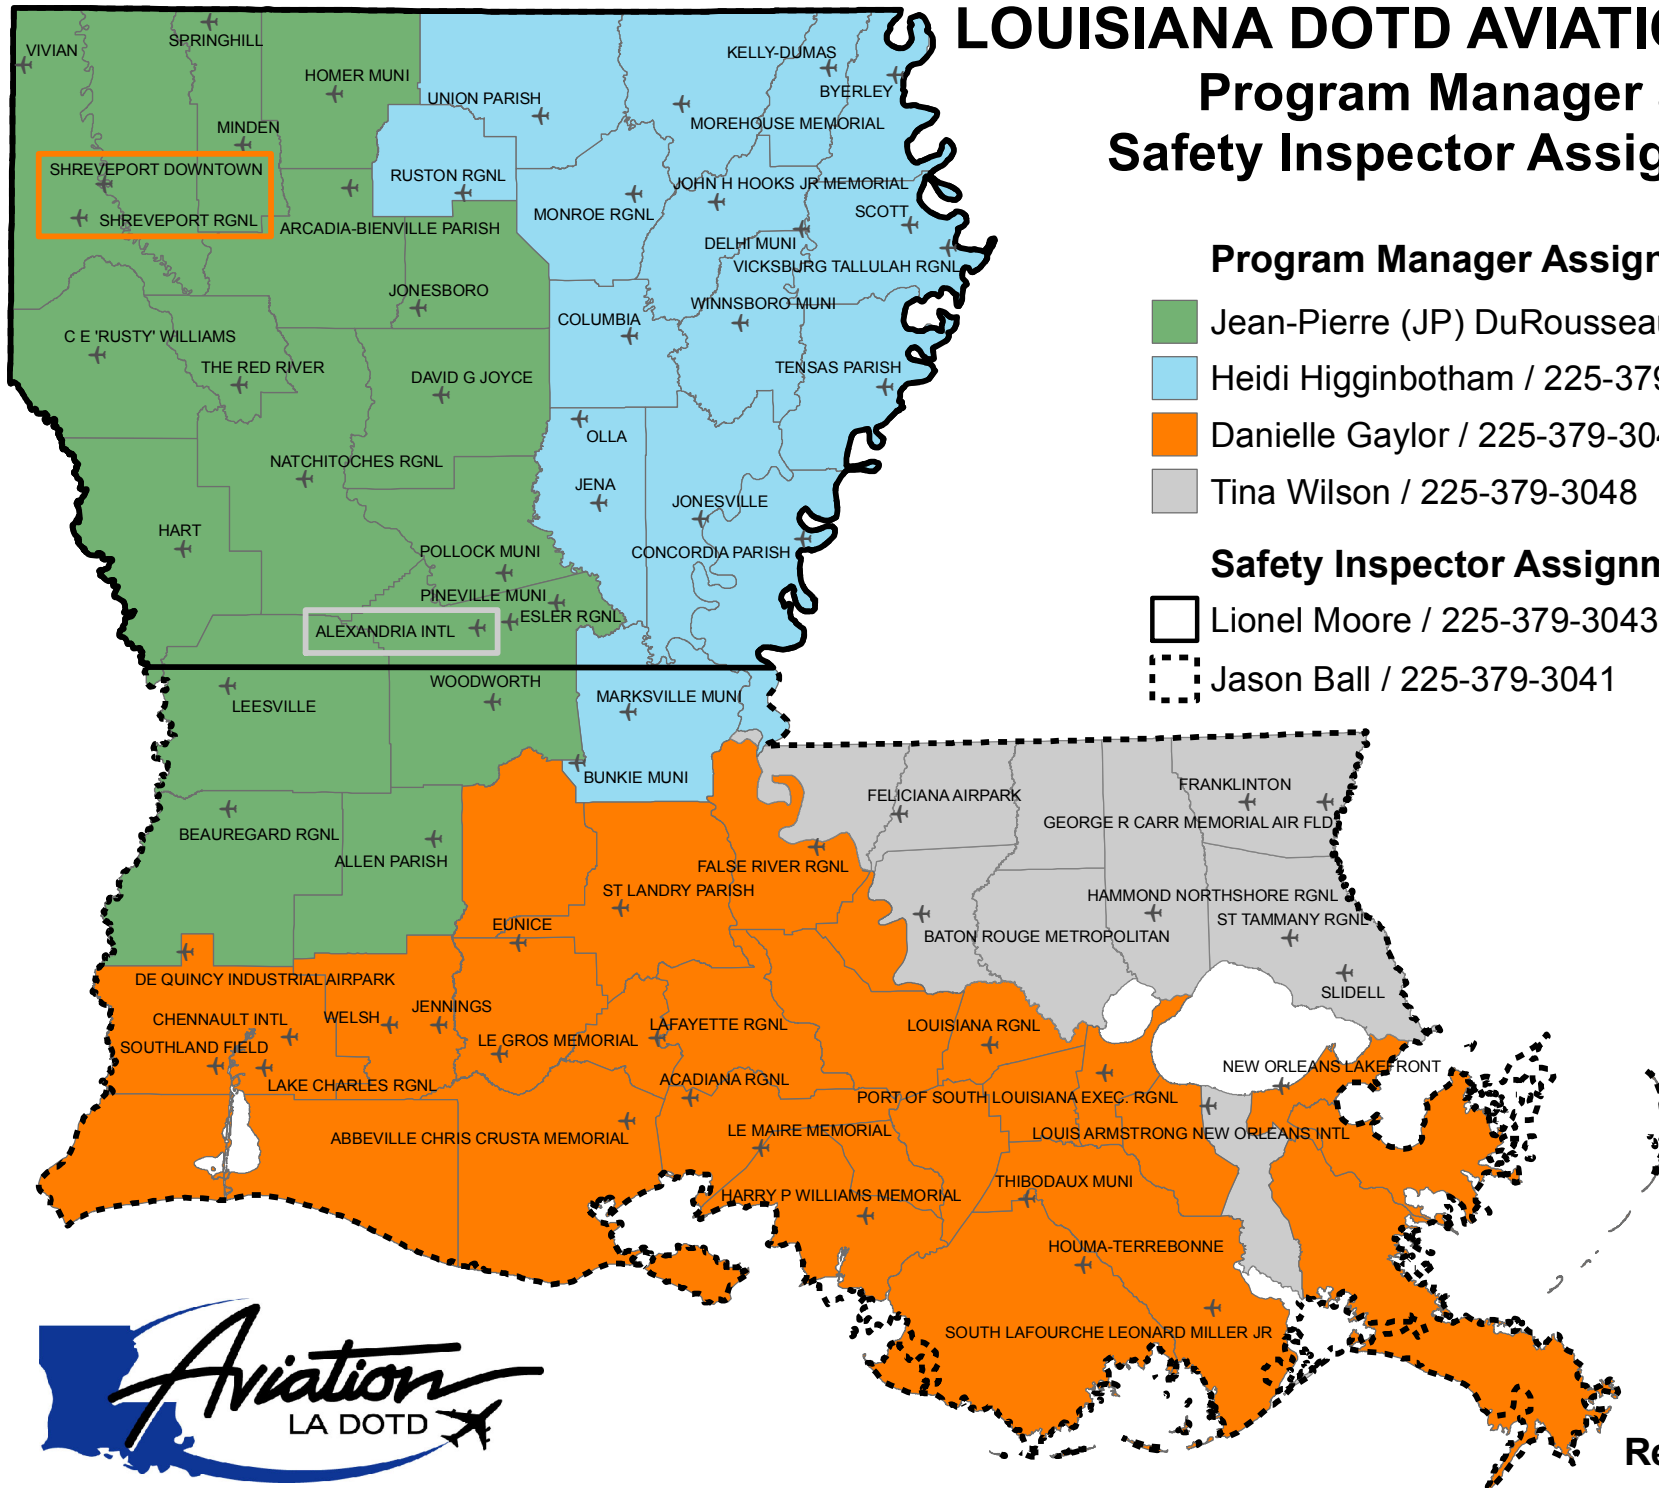 LOUISIANA DOTD AVIATIO
Program Manager
Safety Inspector Assig
Program Manager Assign
Jean-Pierre (JP) DuRousseau
Heidi Higginbotham / 225-379
Danielle Gaylor / 225-379-304
Tina Wilson / 225-379-3048
Safety Inspector Assignm
Lionel Moore / 225-379-3043
Jason Ball / 225-379-3041
VIVIAN
SPRINGHILL
HOMER MUNI
MINDEN
SHREVEPORT DOWNTOWN
SHREVEPORT RGNL
ARCADIA-BIENVILLE PARISH
UNION PARISH
RUSTON RGNL
KELLY-DUMAS
BYERLEY
MOREHOUSE MEMORIAL
MONROE RGNL
JOHN H HOOKS JR MEMORIAL
SCOTT
DELHI MUNI
VICKSBURG TALLULAH RGNL
JONESBORO
C E 'RUSTY' WILLIAMS
THE RED RIVER
DAVID G JOYCE
COLUMBIA
WINNSBORO MUNI
TENSAS PARISH
OLLA
NATCHITOCHES RGNL
JENA
JONESVILLE
HART
POLLOCK MUNI
CONCORDIA PARISH
PINEVILLE MUNI
ESLER RGNL
ALEXANDRIA INTL
WOODWORTH
LEESVILLE
MARKSVILLE MUNI
BUNKIE MUNI
BEAUREGARD RGNL
ALLEN PARISH
FELICIANA AIRPARK
FRANKLINTON
GEORGE R CARR MEMORIAL AIR FLD
FALSE RIVER RGNL
ST LANDRY PARISH
EUNICE
HAMMOND NORTHSHORE RGNL
ST TAMMANY RGNL
BATON ROUGE METROPOLITAN
SLIDELL
DE QUINCY INDUSTRIAL AIRPARK
CHENNAULT INTL
WELSH
JENNINGS
SOUTHLAND FIELD
LE GROS MEMORIAL
LAFAYETTE RGNL
LOUISIANA RGNL
LAKE CHARLES RGNL
ACADIANA RGNL
NEW ORLEANS LAKEFRONT
PORT OF SOUTH LOUISIANA EXEC. RGNL
ABBEVILLE CHRIS CRUSTA MEMORIAL
LE MAIRE MEMORIAL
LOUIS ARMSTRONG NEW ORLEANS INTL
HARRY P WILLIAMS MEMORIAL
THIBODAUX MUNI
HOUMA-TERREBONNE
SOUTH LAFOURCHE LEONARD MILLER JR
Aviation
LA DOTD
Re